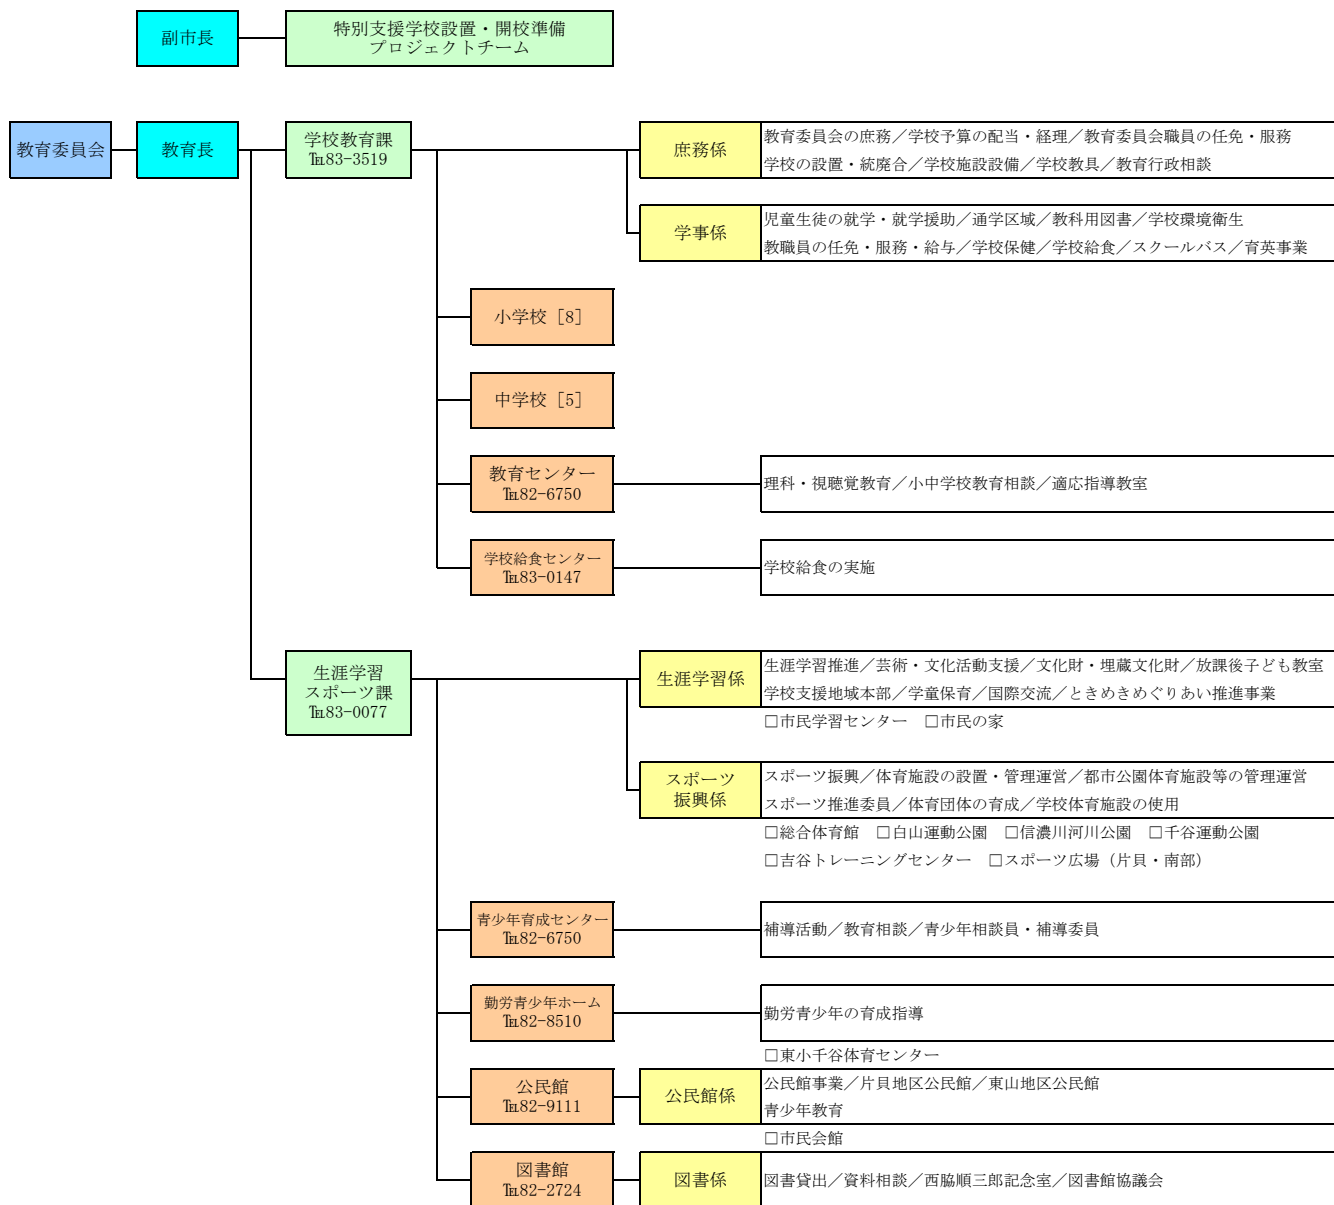 副市長
特別支援学校設置・開校準備
プロジェクトチーム
教育委員会
教育長
学校教育課
℡83-3519
庶務係
教育委員会の庶務／学校予算の配当・経理／教育委員会職員の任免・服務
学校の設置・統廃合／学校施設設備／学校教具／教育行政相談
学事係
児童生徒の就学・就学援助／通学区域／教科用図書／学校環境衛生
教職員の任免・服務・給与／学校保健／学校給食／スクールバス／育英事業
小学校［8］
中学校［5］
教育センター
℡82-6750
理科・視聴覚教育／小中学校教育相談／適応指導教室
学校給食センター
℡83-0147
学校給食の実施
生涯学習
スポーツ課
℡83-0077
生涯学習係
生涯学習推進／芸術・文化活動支援／文化財・埋蔵文化財／放課後子ども教室
学校支援地域本部／学童保育／国際交流／ときめきめぐりあい推進事業
□市民学習センター　□市民の家
スポーツ
振興係
スポーツ振興／体育施設の設置・管理運営／都市公園体育施設等の管理運営
スポーツ推進委員／体育団体の育成／学校体育施設の使用
□総合体育館　□白山運動公園　□信濃川河川公園　□千谷運動公園
□吉谷トレーニングセンター　□スポーツ広場（片貝・南部）
青少年育成センター
℡82-6750
補導活動／教育相談／青少年相談員・補導委員
勤労青少年ホーム
℡82-8510
勤労青少年の育成指導
□東小千谷体育センター
公民館
℡82-9111
公民館係
公民館事業／片貝地区公民館／東山地区公民館
青少年教育
□市民会館
図書館
℡82-2724
図書係
図書貸出／資料相談／西脇順三郎記念室／図書館協議会